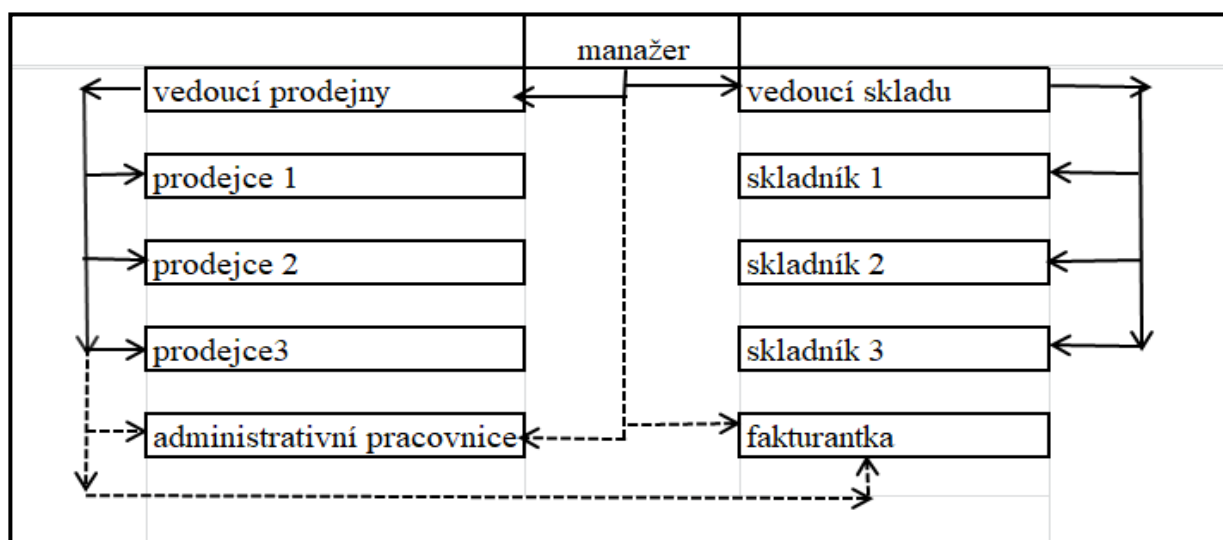 manažer
vedoucí prodejny
vedoucí skladu
prodejce 1
skladník 1
prodejce 2
skladník 2
prodejce3
skladník 3
administrativní pracovnice
fakturantka